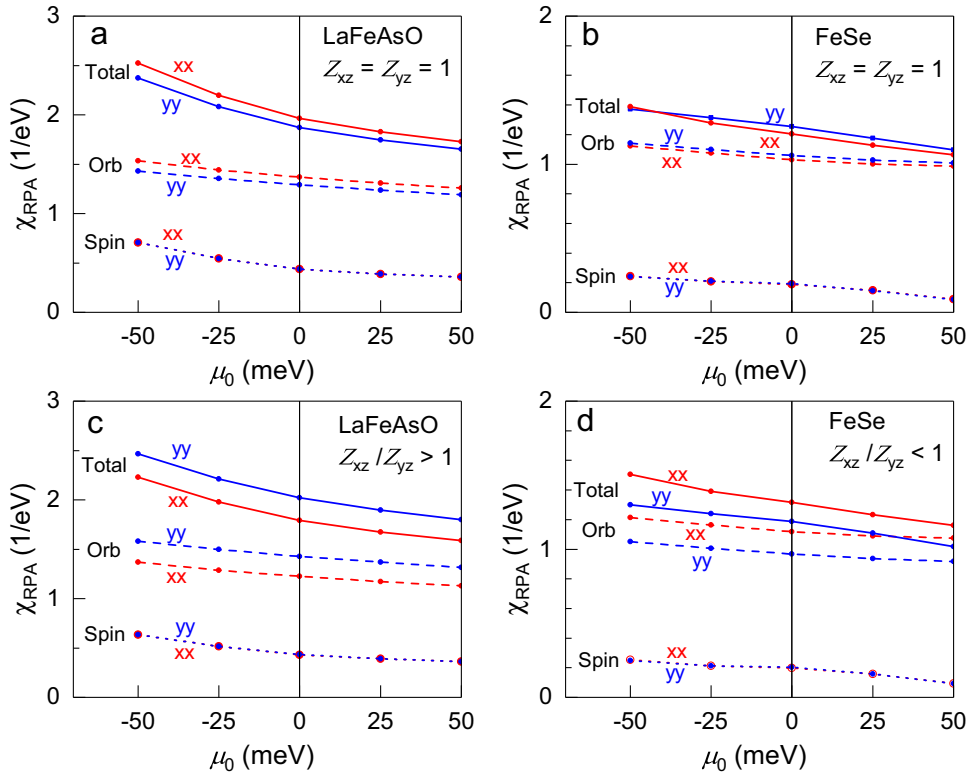 a
LaFeAsO
Zxz = Zyz = 1
3
2
1
0
χRPA (1/eV)
Total
xx
yy
Orb
xx
yy
Spin
xx
yy
-50 -25 0 25 50
μ0 (meV)
b
FeSe
Zxz = Zyz = 1
2
1
0
χRPA (1/eV)
Total
yy
xx
Orb
yy
xx
Spin
xx
yy
-50 -25 0 25 50
μ0 (meV)
c
LaFeAsO
Zxz /Zyz > 1
3
2
1
0
χRPA (1/eV)
Total
yy
xx
Orb
yy
xx
Spin
yy
xx
-50 -25 0 25 50
μ0 (meV)
d
FeSe
Zxz /Zyz < 1
2
1
0
χRPA (1/eV)
Total
xx
yy
Orb
xx
yy
Spin
xx
yy
-50 -25 0 25 50
μ0 (meV)